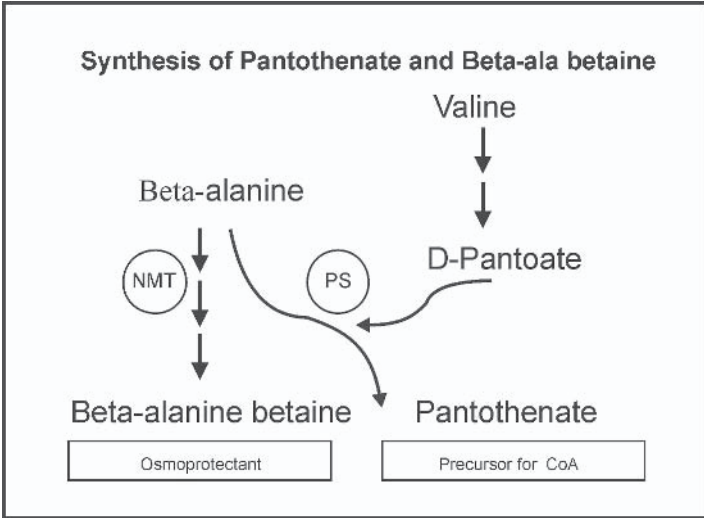 Synthesis of Pantothenate and Beta-ala betaine
Valine
Beta-alanine
D-Pantoate
NMT
PS
Beta-alanine betaine
Pantothenate
Osmoprotectant
Precursor for CoA